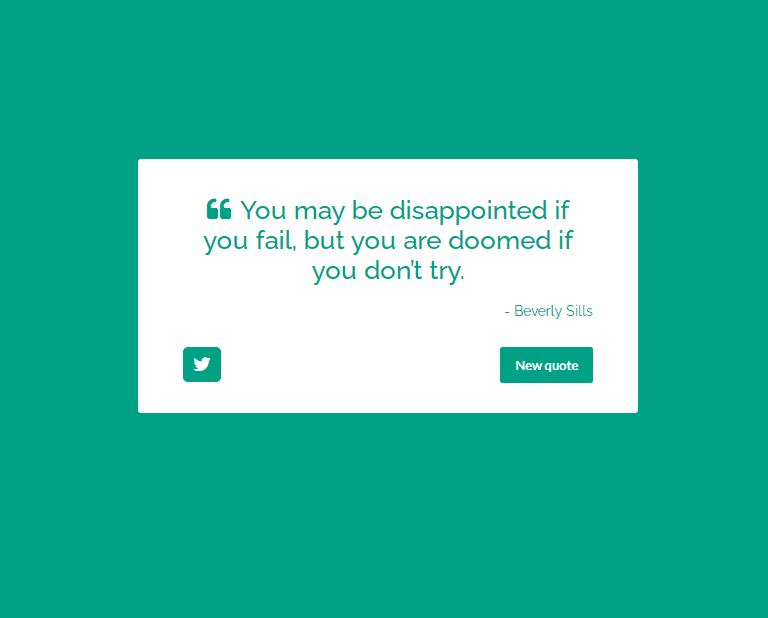 ❝ You may be disappointed if
you fail, but you are doomed if
you don’t try.
- Beverly Sills
New quote